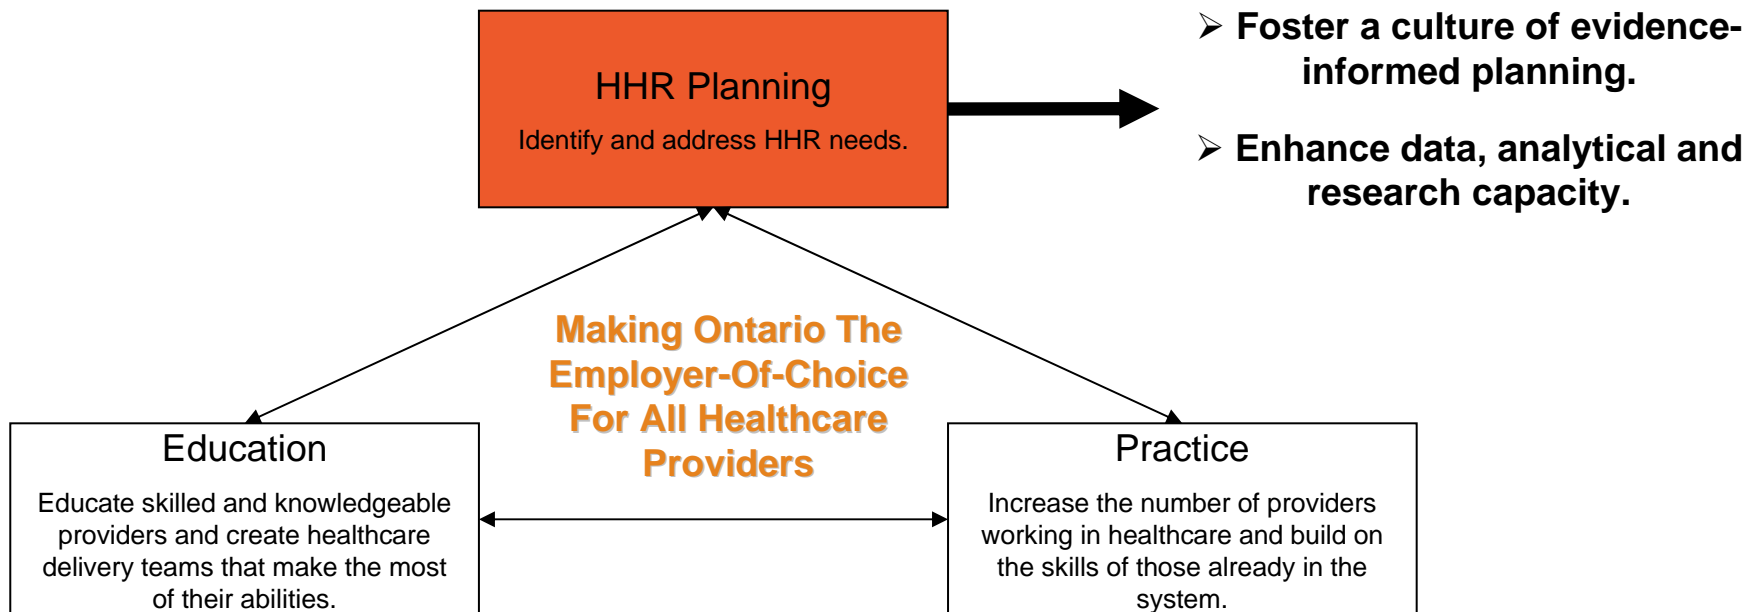 HHR Planning
Identify and address HHR needs.
➢ Foster a culture of evidence-
informed planning.
➢ Enhance data, analytical and
research capacity.
Making Ontario The
Employer-Of-Choice
For All Healthcare
Providers
Education
Educate skilled and knowledgeable
providers and create healthcare
delivery teams that make the most
of their abilities.
Practice
Increase the number of providers
working in healthcare and build on
the skills of those already in the
system.